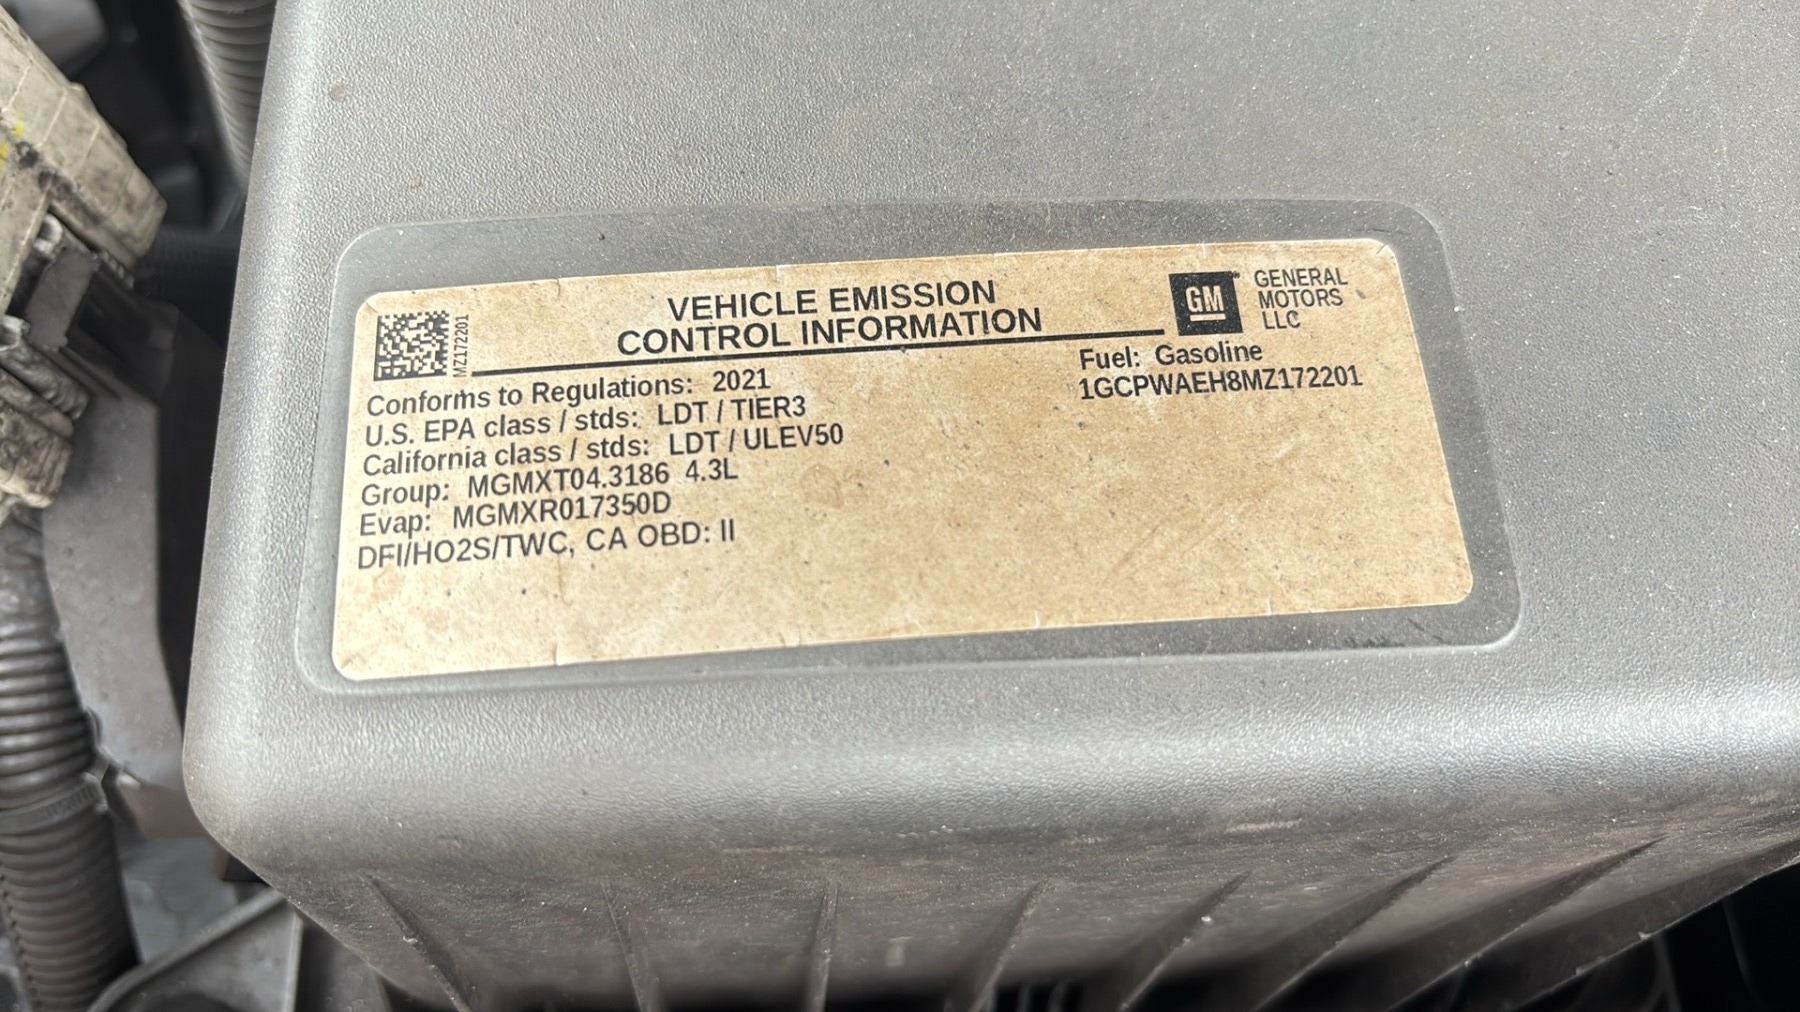 MZ172201
VEHICLE EMISSION
CONTROL INFORMATION
GM
GENERAL
MOTORS
LLC
Conforms to Regulations: 2021
U.S. EPA class / stds: LDT / TIER3
California class / stds: LDT / ULEV50
Group: MGMXT04.3186 4.3L
Evap: MGMXR017350D
DFI/HO2S/TWC, CA OBD: II
Fuel: Gasoline
1GCPWAEH8MZ172201